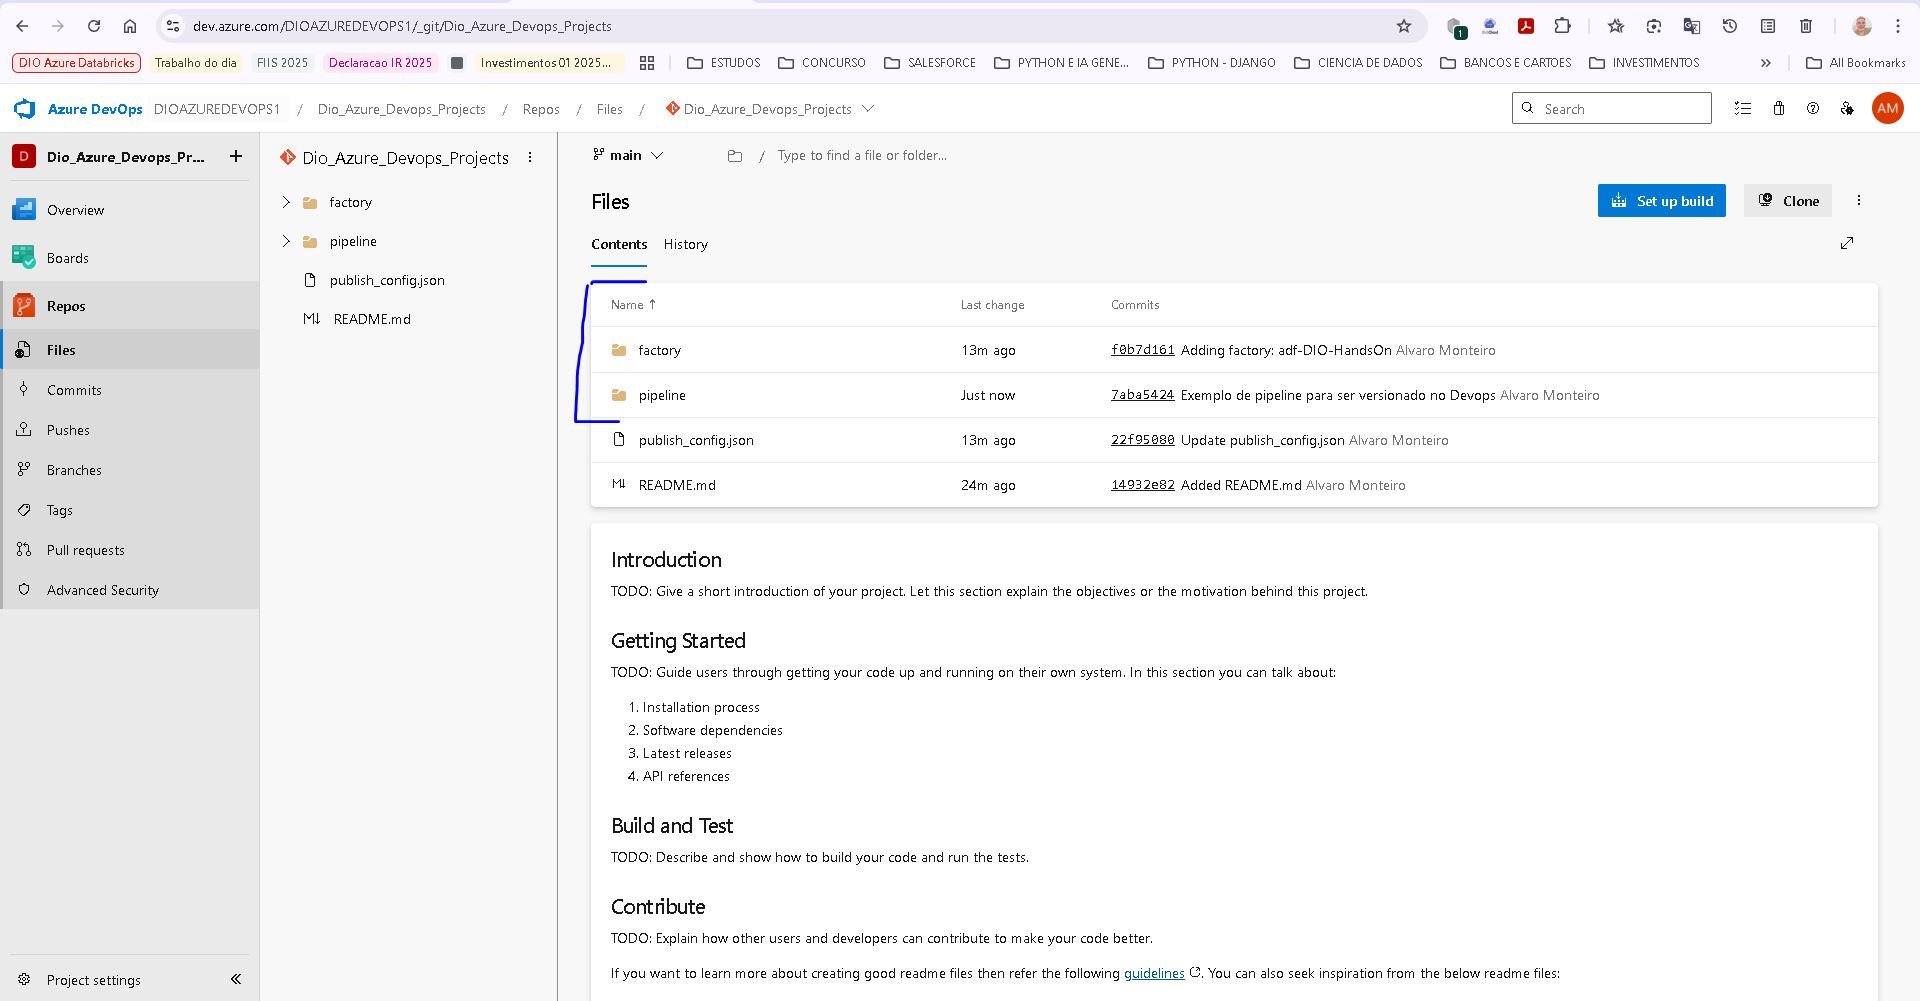 dev.azure.com/DIOAZUREDEVOPS1/_git/Dio_Azure_Devops_Projects
1
DIO Azure Databricks Trabalho do dia FIIS 2025 Declaracao IR 2025 Investimentos 01 2025... ESTUDOS CONCURSO SALESFORCE PYTHON E IA GENE... PYTHON - DJANGO CIENCIA DE DADOS BANCOS E CARTOES INVESTIMENTOS » All Bookmarks
Azure DevOps DIOAZUREDEVOPS1 / Dio_Azure_Devops_Projects / Repos / Files / Dio_Azure_Devops_Projects Search AM
D Dio_Azure_Devops_Pr... +
Overview
Boards
Repos
Files
Commits
Pushes
Branches
Tags
Pull requests
Advanced Security
Project settings
Dio_Azure_Devops_Projects
factory
pipeline
publish_config.json
README.md
main / Type to find a file or folder...
Files
Set up build Clone
Contents History
Name ↑ Last change Commits
factory 13m ago f0b7d161 Adding factory: adf-DIO-HandsOn Alvaro Monteiro
pipeline Just now 7aba5424 Exemplo de pipeline para ser versionado no Devops Alvaro Monteiro
publish_config.json 13m ago 22f95080 Update publish_config.json Alvaro Monteiro
README.md 24m ago 14932e82 Added README.md Alvaro Monteiro
Introduction
TODO: Give a short introduction of your project. Let this section explain the objectives or the motivation behind this project.
Getting Started
TODO: Guide users through getting your code up and running on their own system. In this section you can talk about:
1. Installation process
2. Software dependencies
3. Latest releases
4. API references
Build and Test
TODO: Describe and show how to build your code and run the tests.
Contribute
TODO: Explain how other users and developers can contribute to make your code better.
If you want to learn more about creating good readme files then refer the following guidelines. You can also seek inspiration from the below readme files: